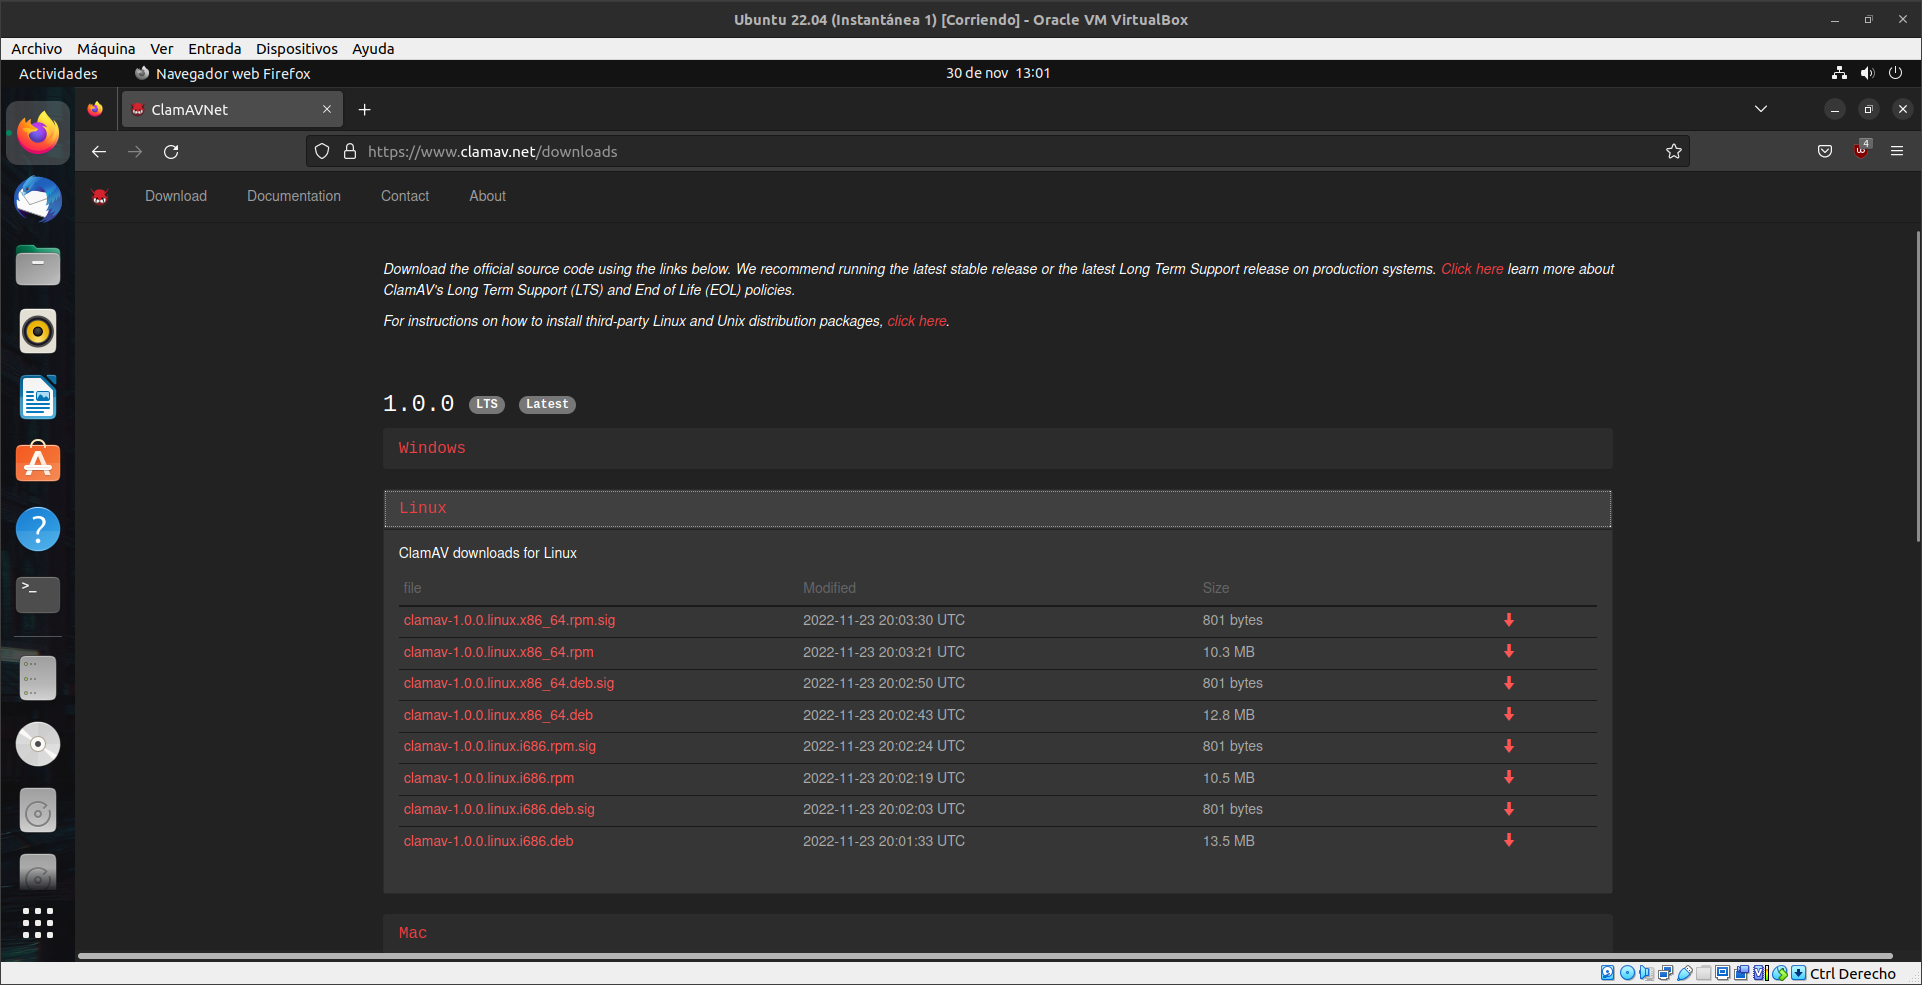 Ubuntu 22.04 (Instantánea 1) [Corriendo] - Oracle VM VirtualBox
Archivo Máquina Ver Entrada Dispositivos Ayuda
Actividades Navegador web Firefox 30 de nov 13:01
ClamAVNet
https://www.clamav.net/downloads
4
Download Documentation Contact About
Download the official source code using the links below. We recommend running the latest stable release or the latest Long Term Support release on production systems. Click here learn more about
ClamAV's Long Term Support (LTS) and End of Life (EOL) policies.
For instructions on how to install third-party Linux and Unix distribution packages, click here.
1.0.0 LTS Latest
Windows
Linux
ClamAV downloads for Linux
file Modified Size
clamav-1.0.0.linux.x86_64.rpm.sig 2022-11-23 20:03:30 UTC 801 bytes
clamav-1.0.0.linux.x86_64.rpm 2022-11-23 20:03:21 UTC 10.3 MB
clamav-1.0.0.linux.x86_64.deb.sig 2022-11-23 20:02:50 UTC 801 bytes
clamav-1.0.0.linux.x86_64.deb 2022-11-23 20:02:43 UTC 12.8 MB
clamav-1.0.0.linux.i686.rpm.sig 2022-11-23 20:02:24 UTC 801 bytes
clamav-1.0.0.linux.i686.rpm 2022-11-23 20:02:19 UTC 10.5 MB
clamav-1.0.0.linux.i686.deb.sig 2022-11-23 20:02:03 UTC 801 bytes
clamav-1.0.0.linux.i686.deb 2022-11-23 20:01:33 UTC 13.5 MB
Mac
Ctrl Derecho